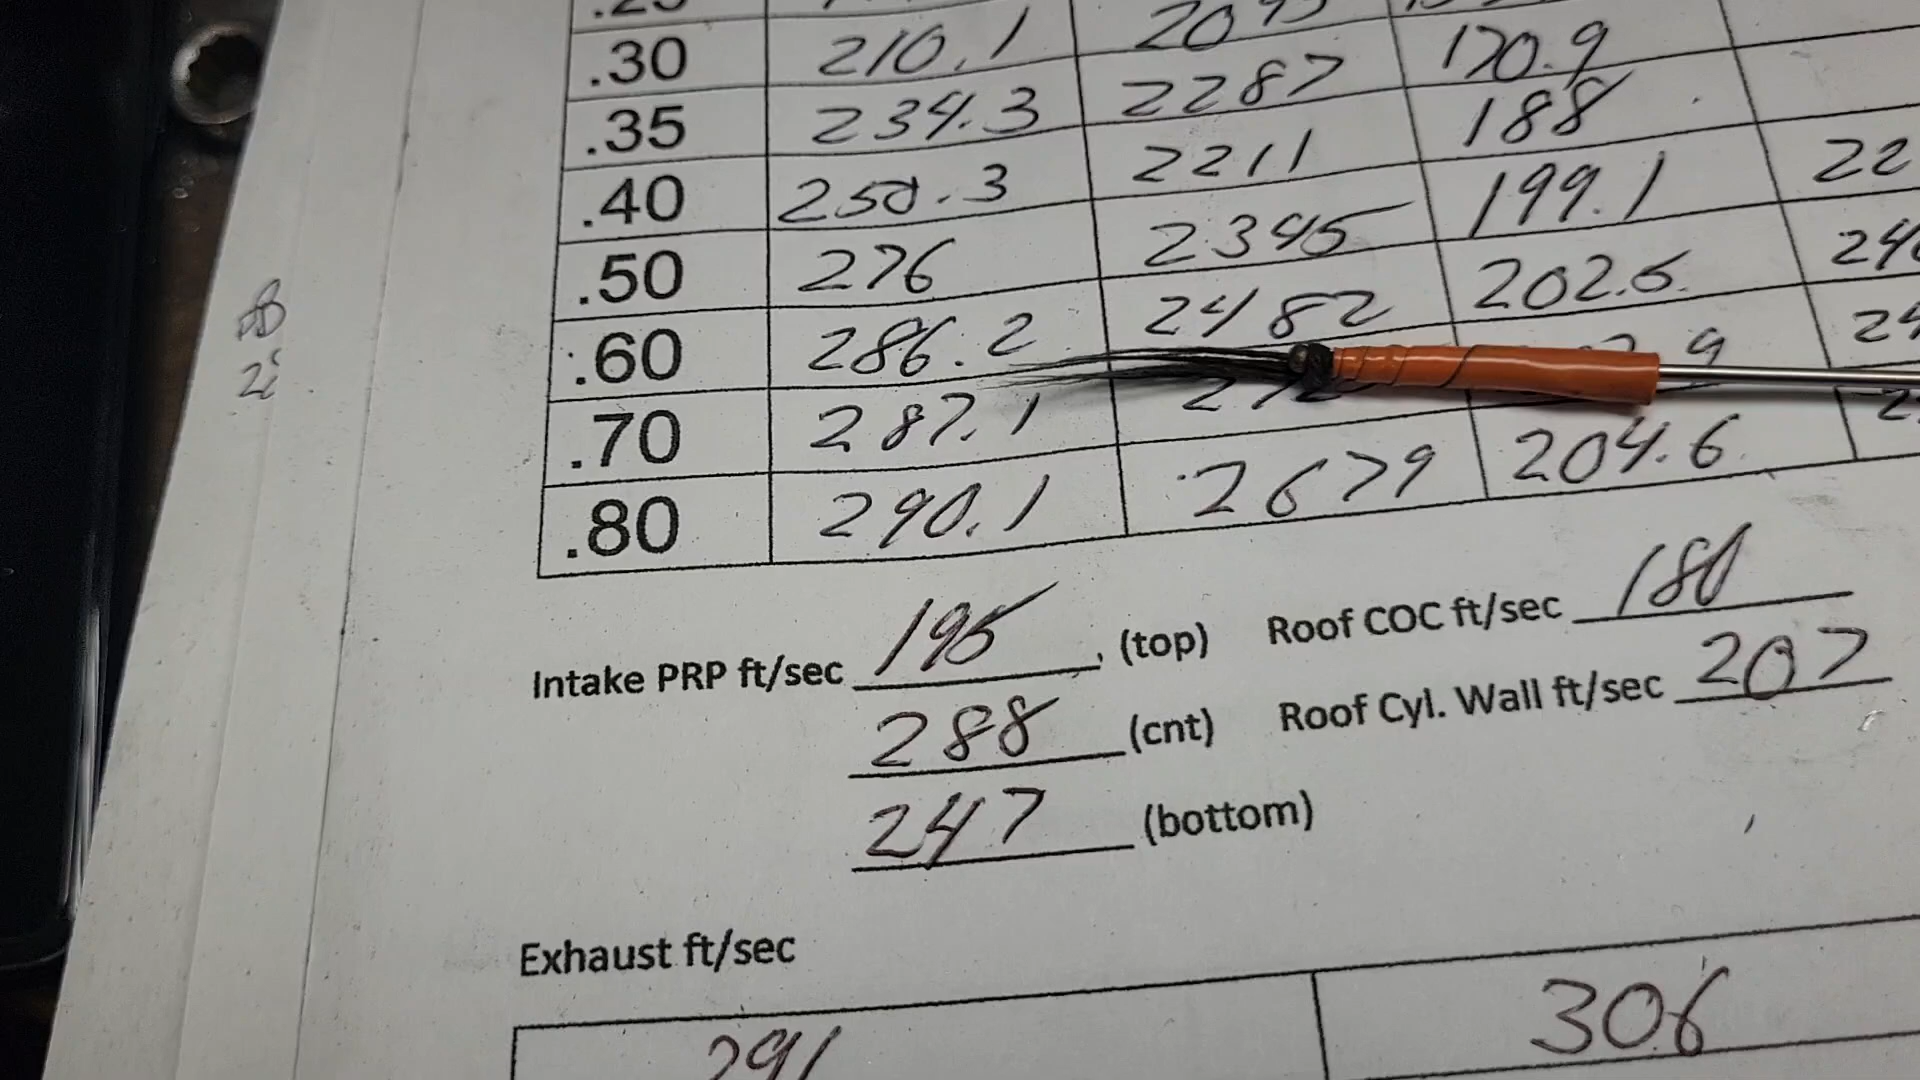 .30 210.1 2093 170.9
.35 234.3 2287 188
.40 250.3 2211 199.1 22
.50 276 2345 202.5
.60 286.2 2482
.70 287.1
.80 290.1 2679 204.6
Intake PRP ft/sec 195 (top) Roof COC ft/sec 180
288 (cnt) Roof Cyl. Wall ft/sec 207
247 (bottom)
Exhaust ft/sec
291 306